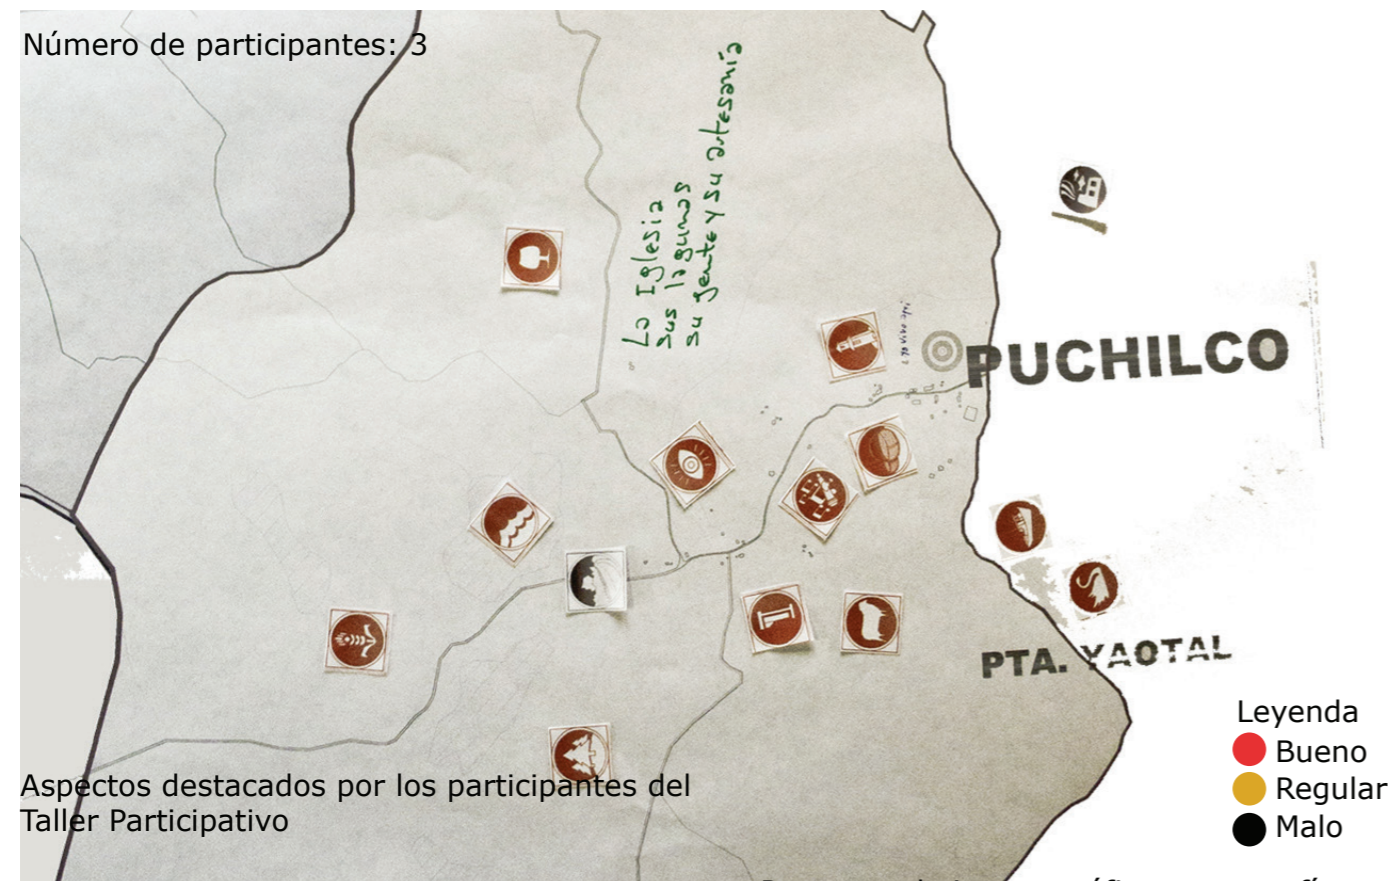 Número de participantes: 3
La Iglesia
sus lagunas
su gente y su artesanía
PUCHILCO
PTA. YAOTAL
Leyenda
Bueno
Regular
Malo
Aspectos destacados por los participantes del
Taller Participativo